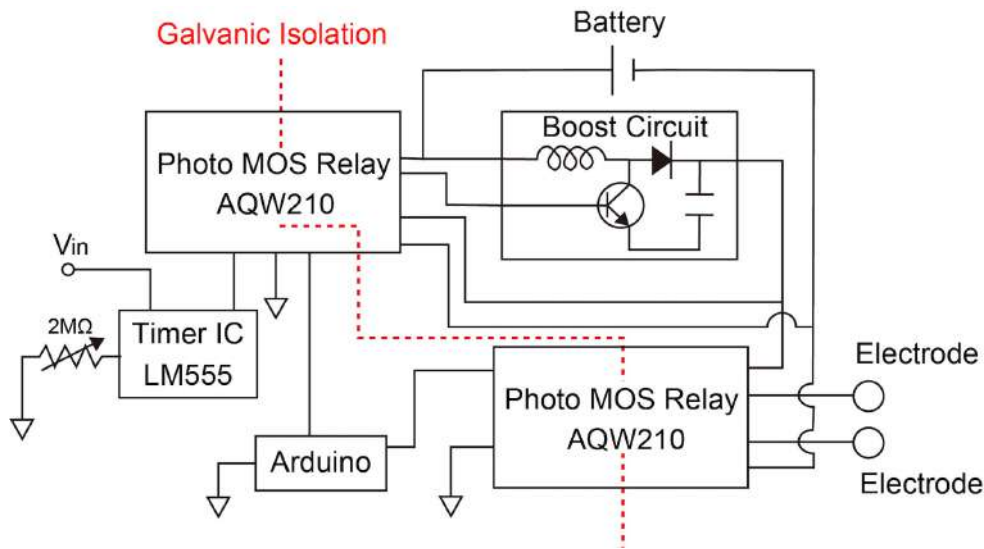 Galvanic Isolation
Battery
Boost Circuit
Photo MOS Relay
AQW210
Vin
2MΩ
Timer IC
LM555
Electrode
Photo MOS Relay
AQW210
Arduino
Electrode